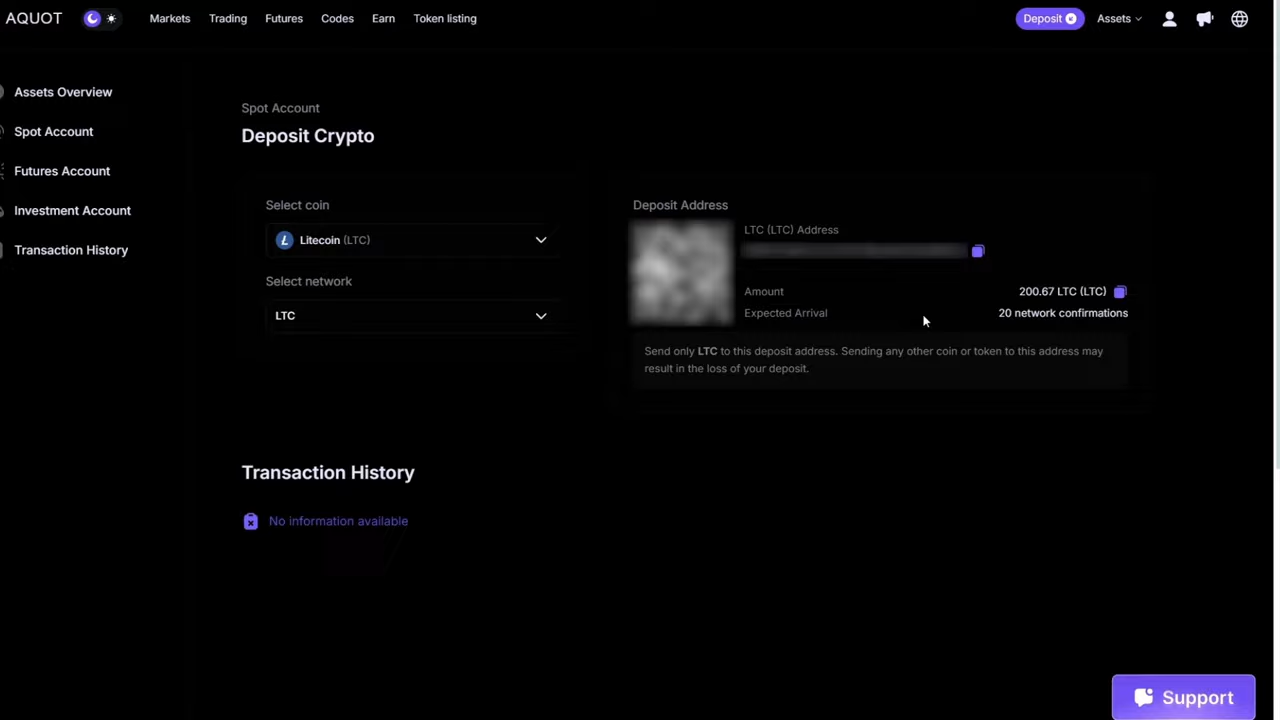 AQUOT
Markets Trading Futures Codes Earn Token listing
Deposit Assets
Assets Overview
Spot Account
Futures Account
Investment Account
Transaction History
Spot Account
Deposit Crypto
Select coin
Litecoin (LTC)
Select network
LTC
Deposit Address
LTC (LTC) Address
Amount 200.67 LTC (LTC)
Expected Arrival 20 network confirmations
Send only LTC to this deposit address. Sending any other coin or token to this address may
result in the loss of your deposit.
Transaction History
No information available
Support